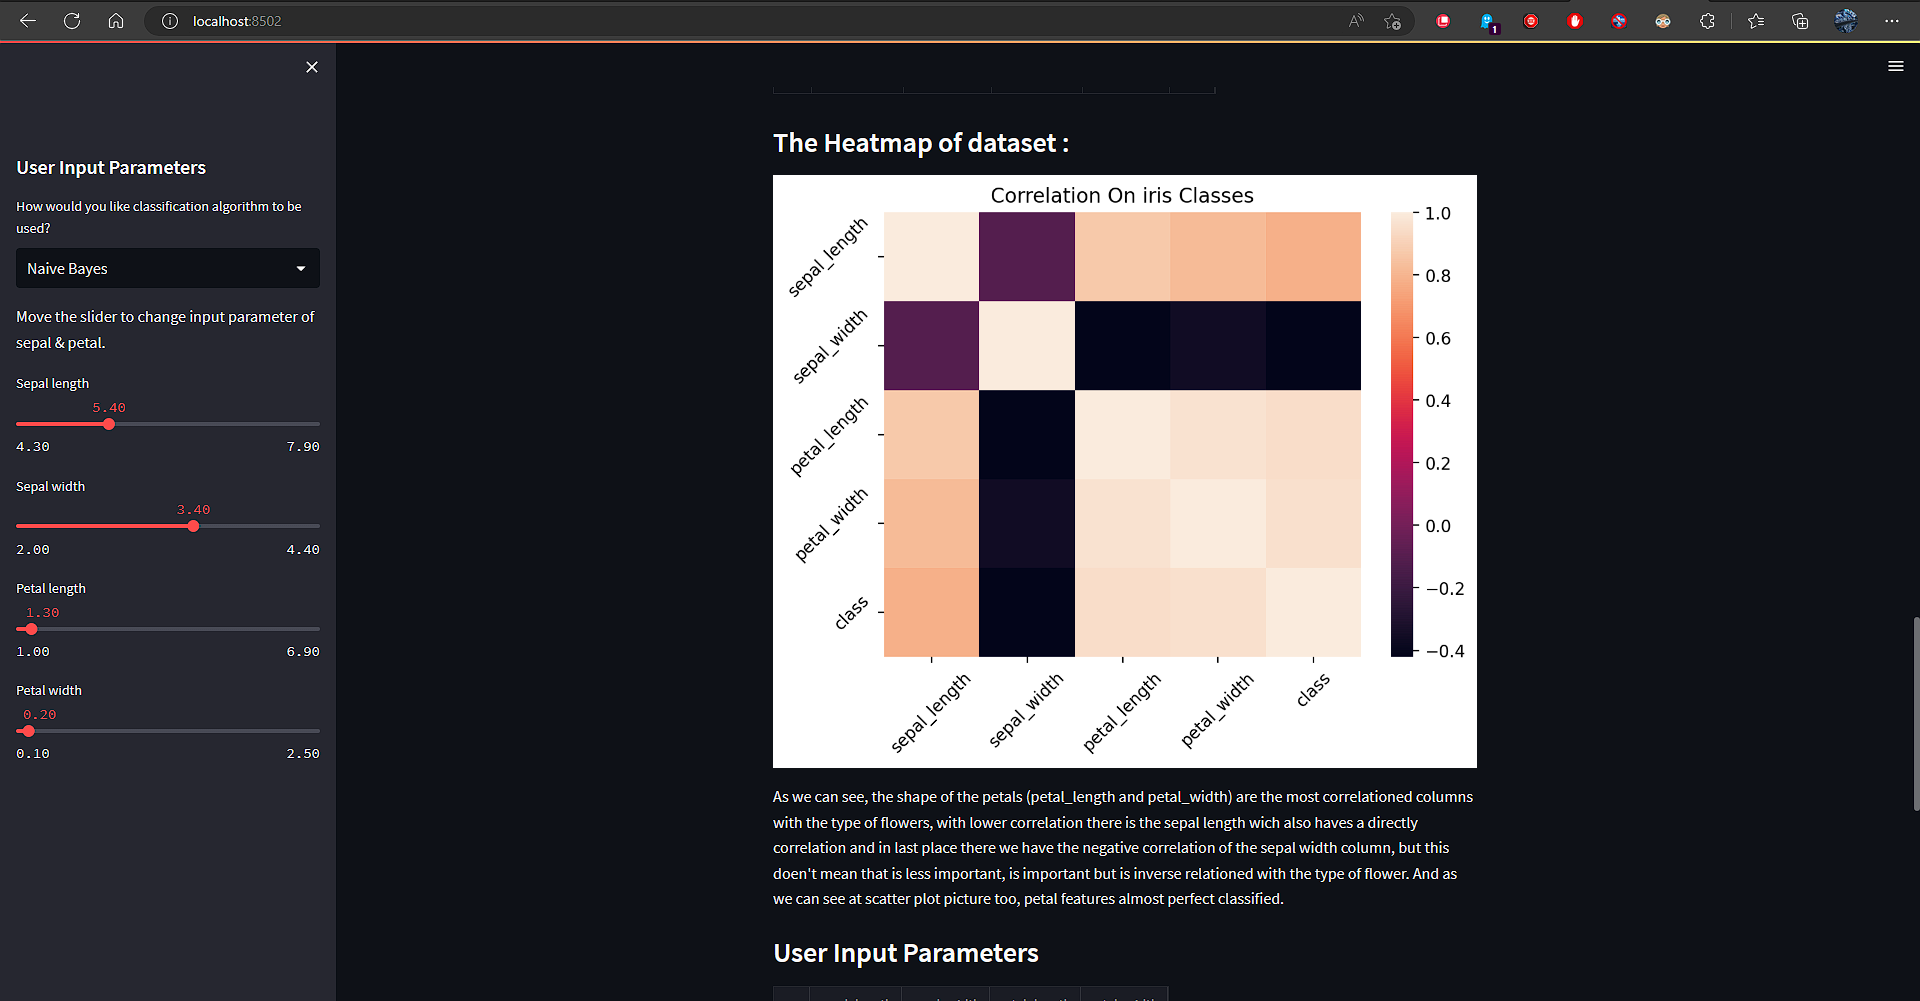 localhost:8502
1
User Input Parameters
How would you like classification algorithm to be
used?
Naive Bayes
Move the slider to change input parameter of
sepal & petal.
Sepal length
5.40
4.30 7.90
Sepal width
3.40
2.00 4.40
Petal length
1.30
1.00 6.90
Petal width
0.20
0.10 2.50
The Heatmap of dataset :
Correlation On iris Classes
sepal_length
sepal_width
petal_length
petal_width
class
sepal_length sepal_width petal_length petal_width class
1.0
0.8
0.6
0.4
0.2
0.0
−0.2
−0.4
As we can see, the shape of the petals (petal_length and petal_width) are the most correlationed columns
with the type of flowers, with lower correlation there is the sepal length wich also haves a directly
correlation and in last place there we have the negative correlation of the sepal width column, but this
doen't mean that is less important, is important but is inverse relationed with the type of flower. And as
we can see at scatter plot picture too, petal features almost perfect classified.
User Input Parameters